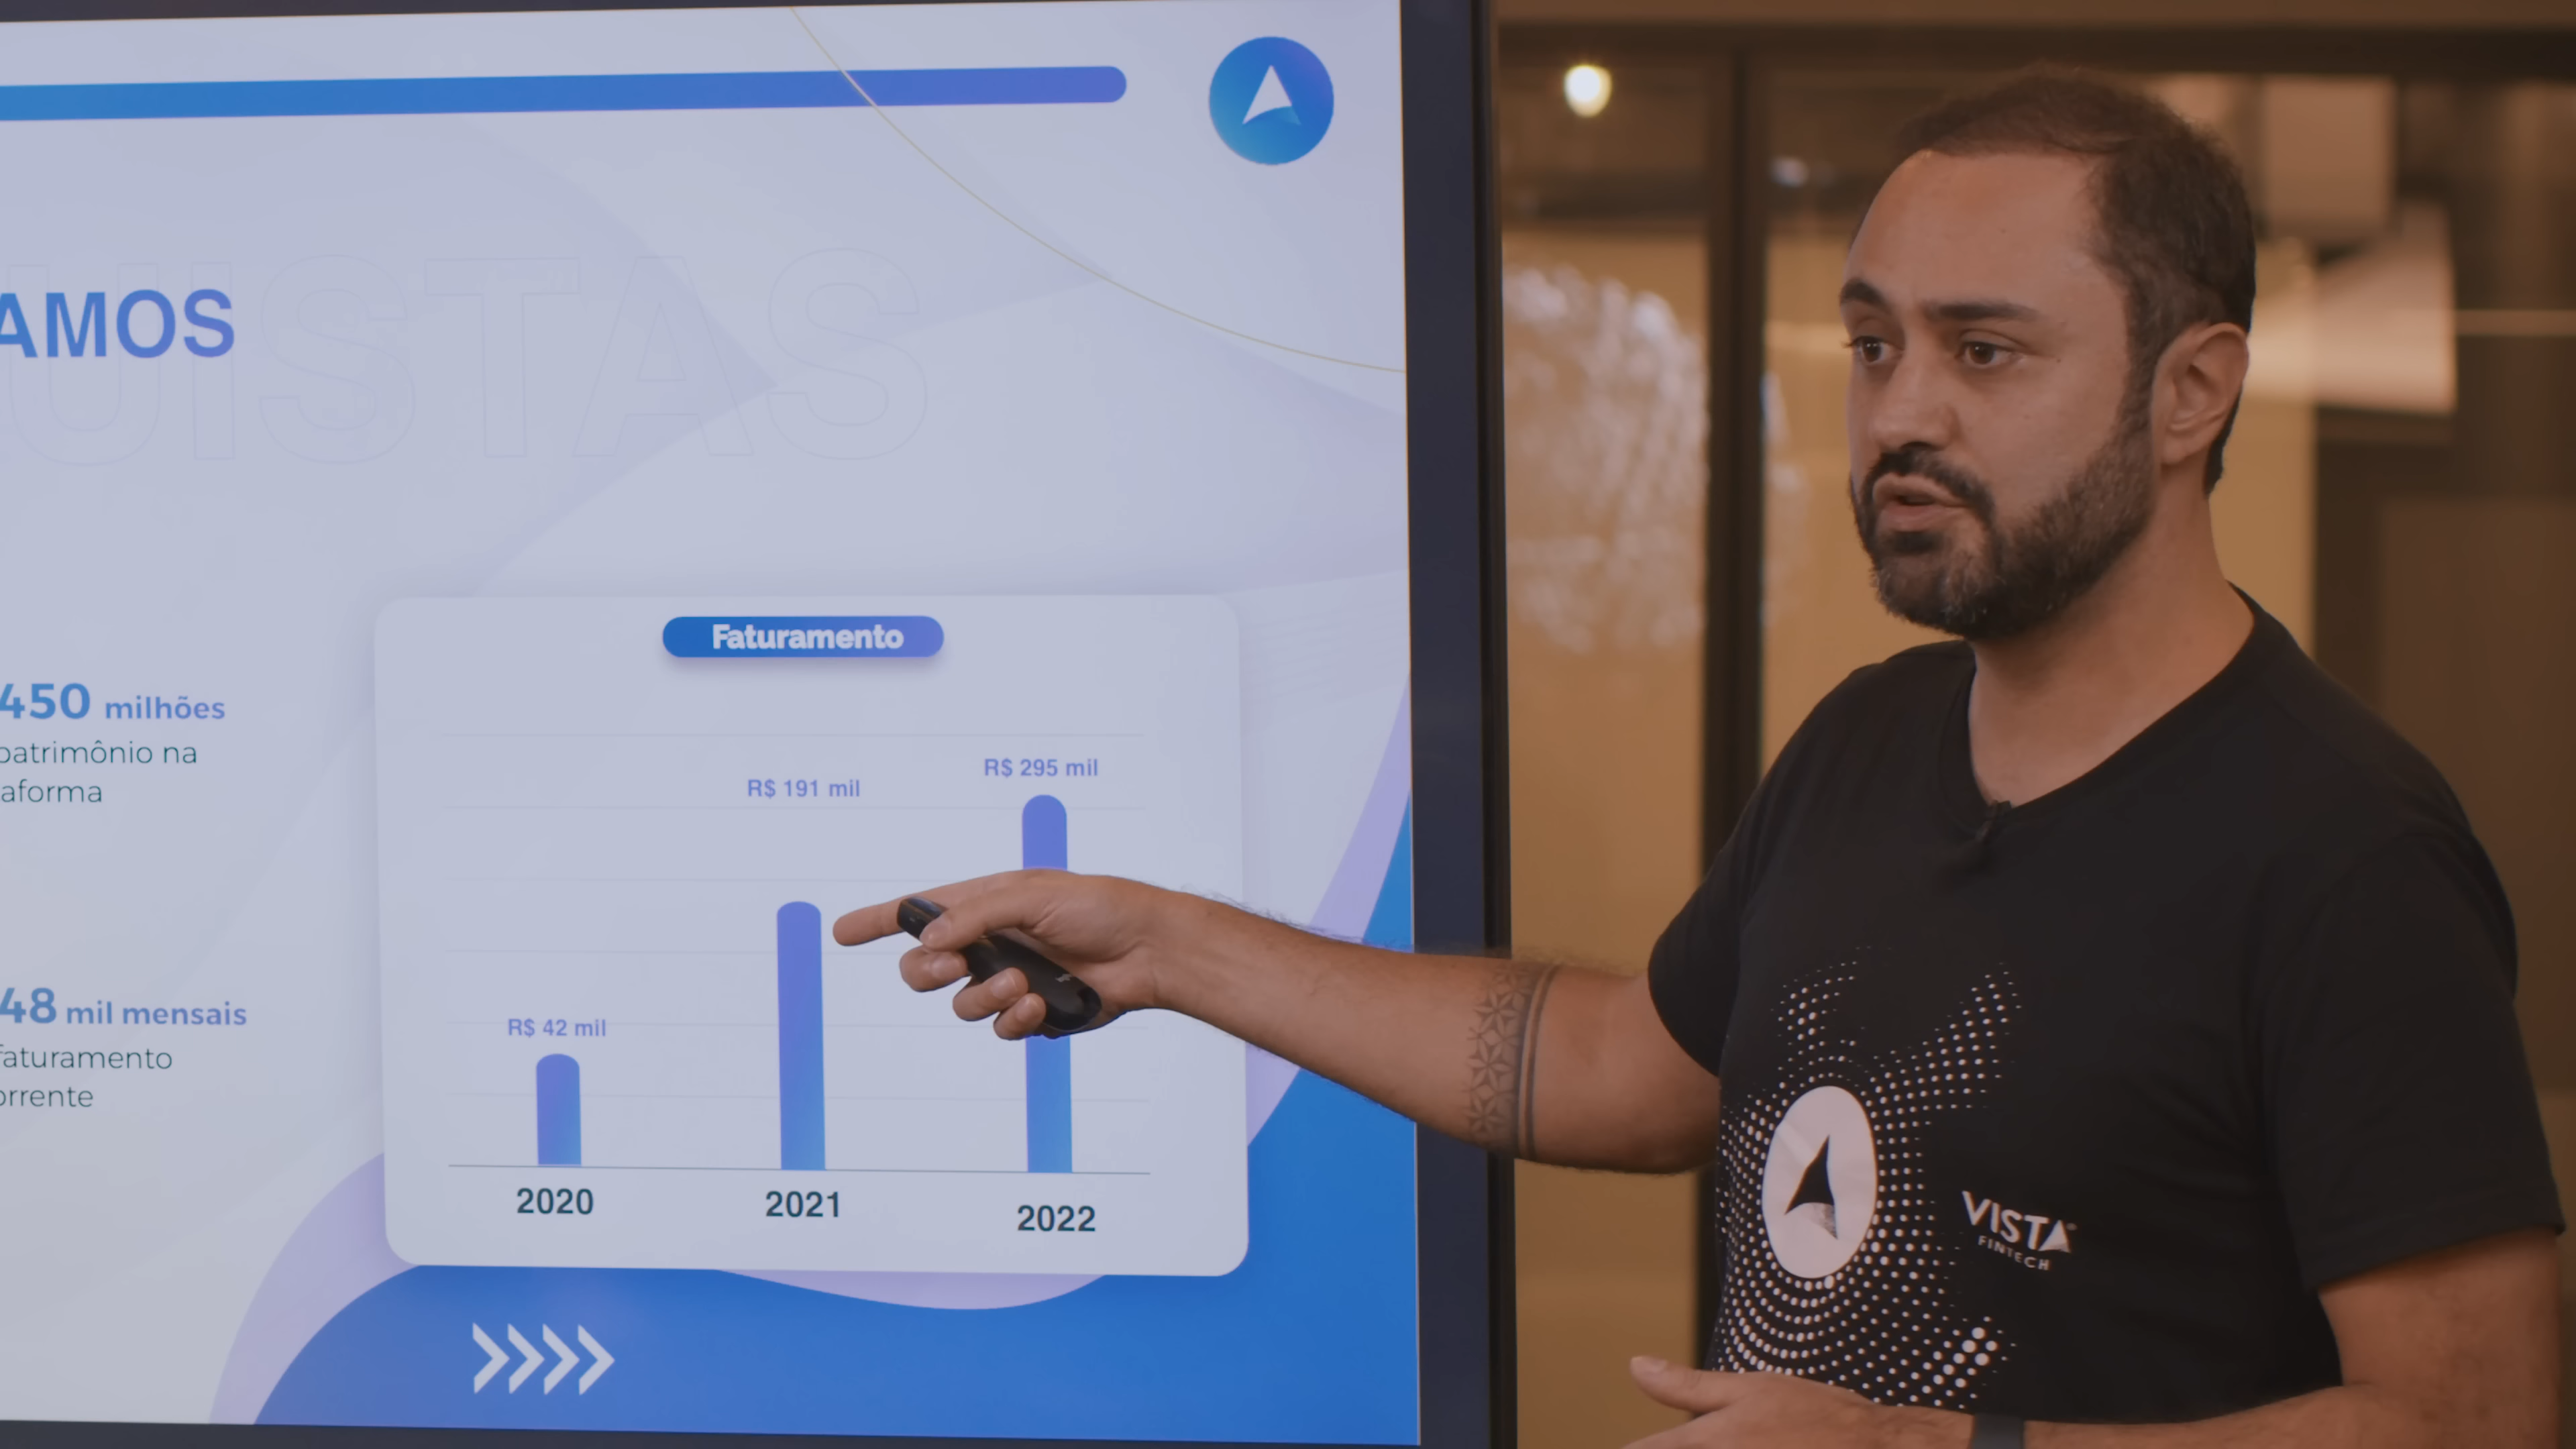 AMOS
UISTAS
Faturamento
450 milhões
patrimônio na
aforma
48 mil mensais
faturamento
orrente
R$ 42 mil
R$ 191 mil
R$ 295 mil
2020
2021
2022
VISTA
FINTECH